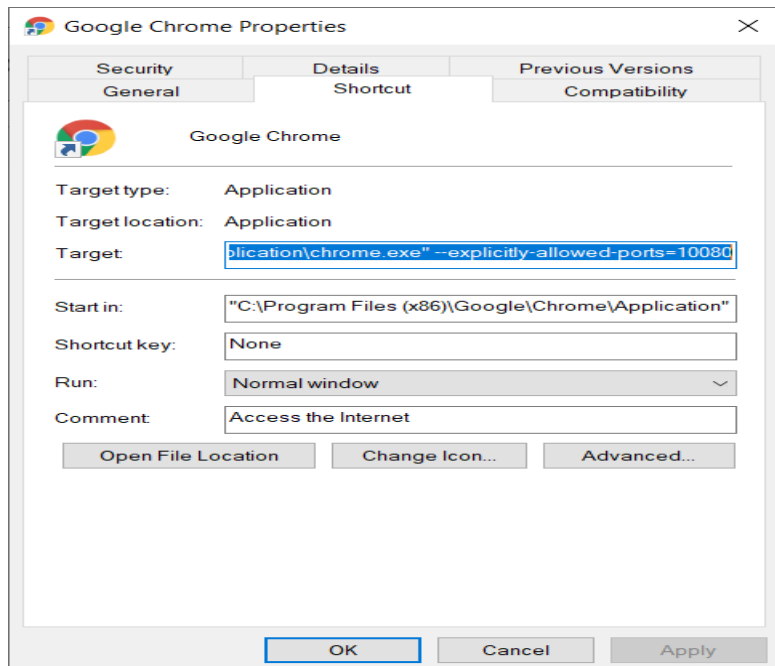 Google Chrome Properties
Security Details Previous Versions
General Shortcut Compatibility
Google Chrome
Target type: Application
Target location: Application
Target: plication\chrome.exe" --explicitly-allowed-ports=10080
Start in: "C:\Program Files (x86)\Google\Chrome\Application"
Shortcut key: None
Run: Normal window
Comment: Access the Internet
Open File Location Change Icon... Advanced...
OK Cancel Apply